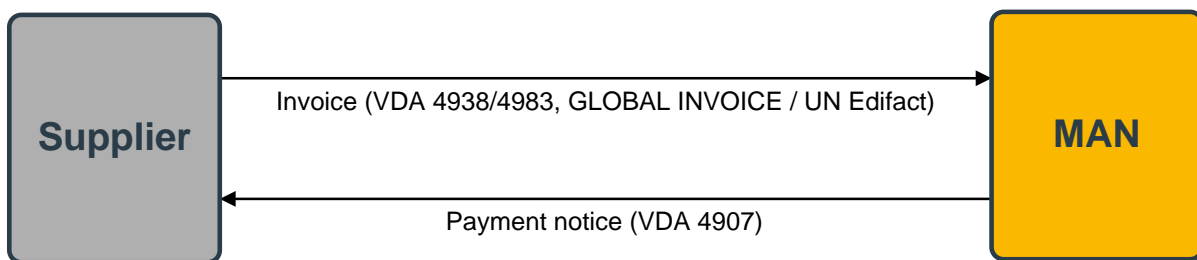 Supplier
Invoice (VDA 4938/4983, GLOBAL INVOICE / UN Edifact)
MAN
Payment notice (VDA 4907)